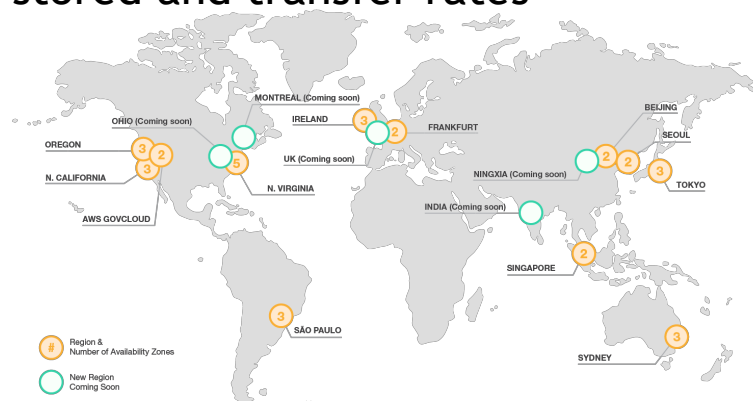 stored and transfer rates
MONTREAL (Coming soon)
OHIO (Coming soon)
IRELAND
3
2
FRANKFURT
BEIJING
SEOUL
OREGON
3
2
UK (Coming soon)
2
2
N. CALIFORNIA
3
5
N. VIRGINIA
NINGXIA (Coming soon)
3
TOKYO
AWS GOVCLOUD
INDIA (Coming soon)
2
SINGAPORE
3
SÃO PAULO
3
SYDNEY
#
Region &
Number of Availability Zones
New Region
Coming Soon